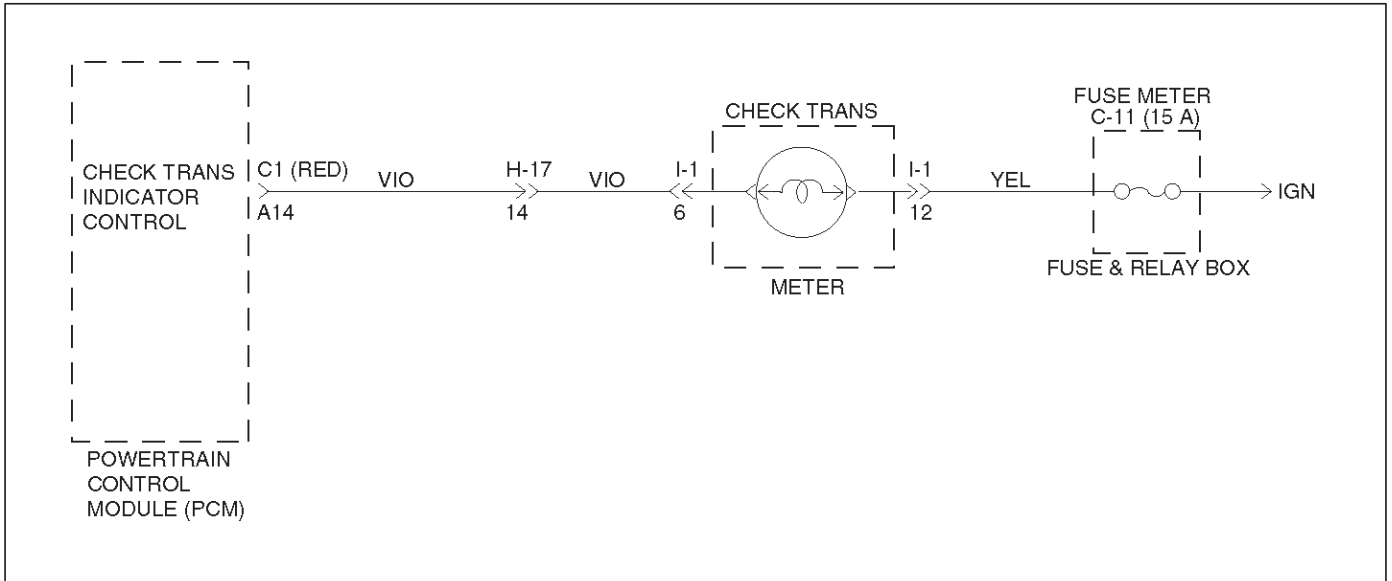 CHECK TRANS
INDICATOR
CONTROL
C1 (RED)
A14
VIO
H-17
14
VIO
I-1
6
CHECK TRANS
METER
I-1
12
YEL
FUSE METER
C-11 (15 A)
FUSE & RELAY BOX
IGN
POWERTRAIN
CONTROL
MODULE (PCM)